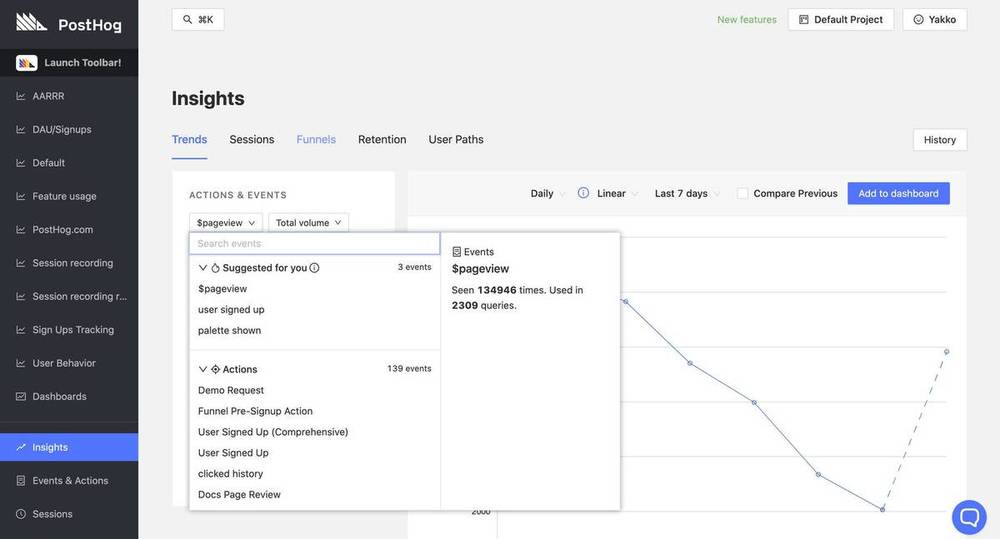 PostHog
Launch Toolbar!
AARRR
DAU/Signups
Default
Feature usage
PostHog.com
Session recording
Session recording r...
Sign Ups Tracking
User Behavior
Dashboards
Insights
Events & Actions
Sessions
⌘K
New features
Default Project
Yakko
Insights
Trends
Sessions
Funnels
Retention
User Paths
History
ACTIONS & EVENTS
$pageview
Total volume
Daily
Linear
Last 7 days
Compare Previous
Add to dashboard
Search events
Suggested for you
3 events
$pageview
user signed up
palette shown
Actions
139 events
Demo Request
Funnel Pre-Signup Action
User Signed Up (Comprehensive)
User Signed Up
clicked history
Docs Page Review
Events
$pageview
Seen 134946 times. Used in
2309 queries.
2000